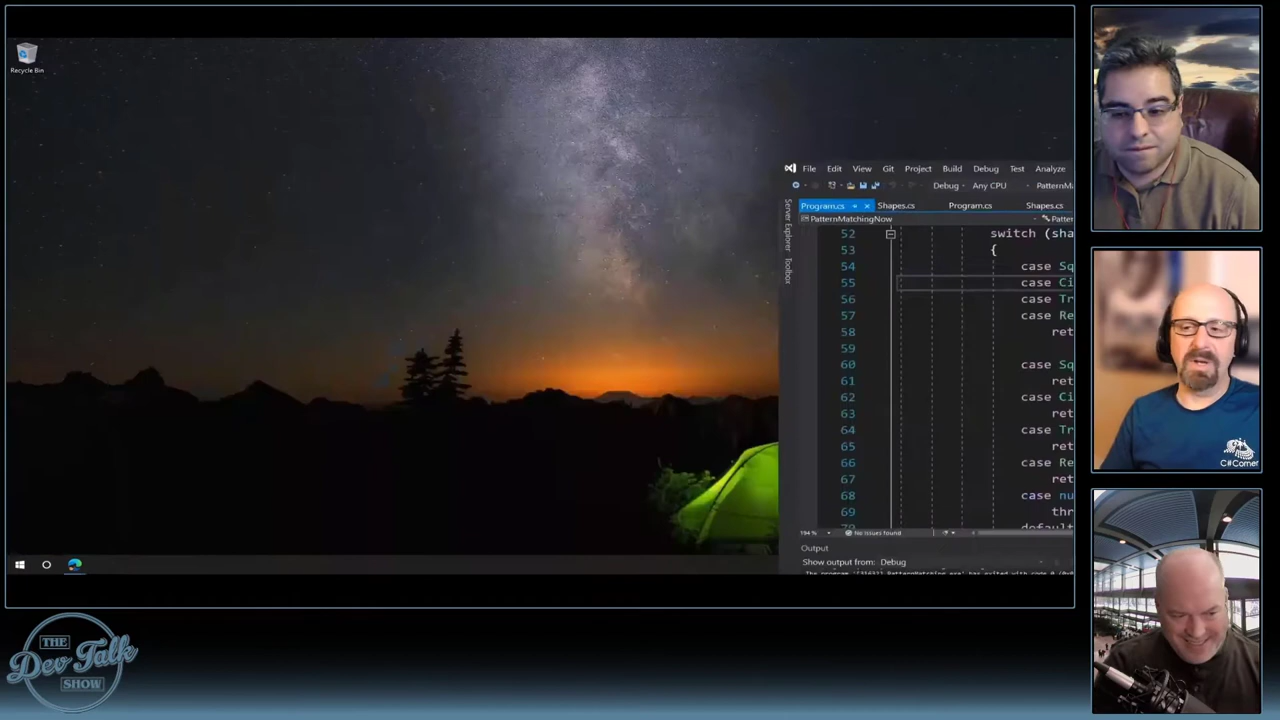 Recycle Bin
File Edit View Git Project Build Debug Test Analyze
Debug Any CPU
Program.cs Shapes.cs Program.cs Shapes.cs
PatternMatchingNow
Server Explorer
Toolbox
52 switch (sha
53 {
54 case Sq
55 case Ci
56 case Tr
57 case Re
58 ret
59
60 case Sq
61 ret
62 case Ci
63 ret
64 case Tr
65 ret
66 case Re
67 ret
68 case nu
69 thr
194 % No issues found
Output
Show output from: Debug
C# Corner
THE
Dev Talk
SHOW